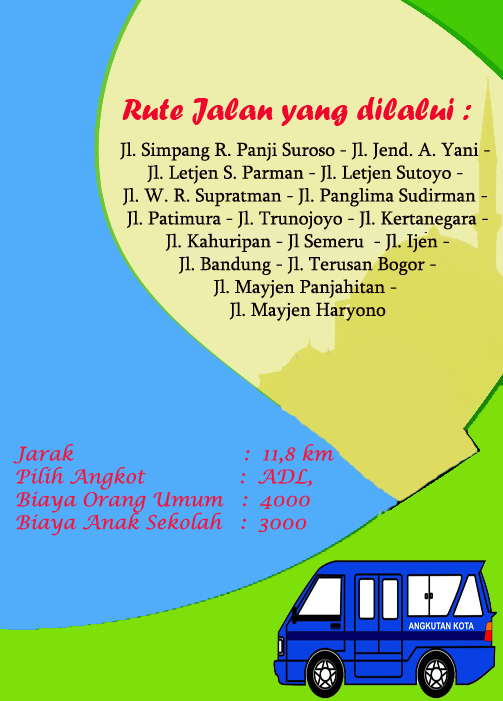 Rute Jalan yang dilalui :
Jl. Simpang R. Panji Suroso - Jl. Jend. A. Yani -
Jl. Letjen S. Parman - Jl. Letjen Sutoyo -
Jl. W. R. Supratman - Jl. Panglima Sudirman -
Jl. Patimura - Jl. Trunojoyo - Jl. Kertanegara -
Jl. Kahuripan - Jl Semeru - Jl. Ijen -
Jl. Bandung - Jl. Terusan Bogor -
Jl. Mayjen Panjahitan -
Jl. Mayjen Haryono
Jarak : 11,8 km
Pilih Angkot : ADL,
Biaya Orang Umum : 4000
Biaya Anak Sekolah : 3000
ANGKUTAN KOTA